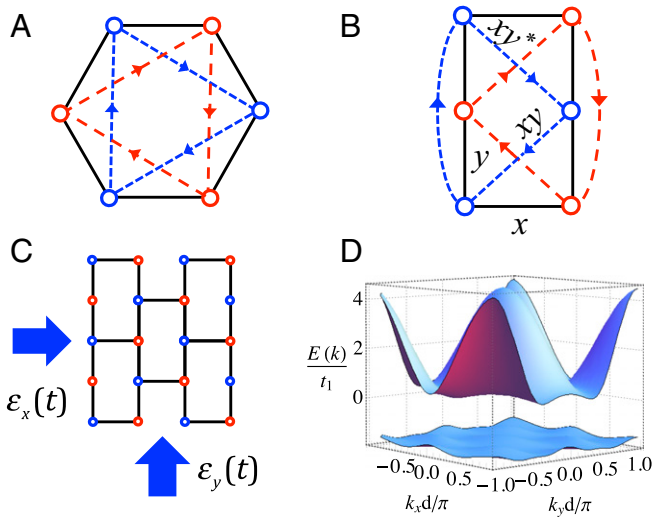 A
B
xy*
xy
y
x
C
D
ε_x(t)
ε_y(t)
E(k)
t_1
4
2
0
-0.5 0.0 0.5 -1.0 -0.5 0.0 0.5 1.0
k_x d/π
k_y d/π